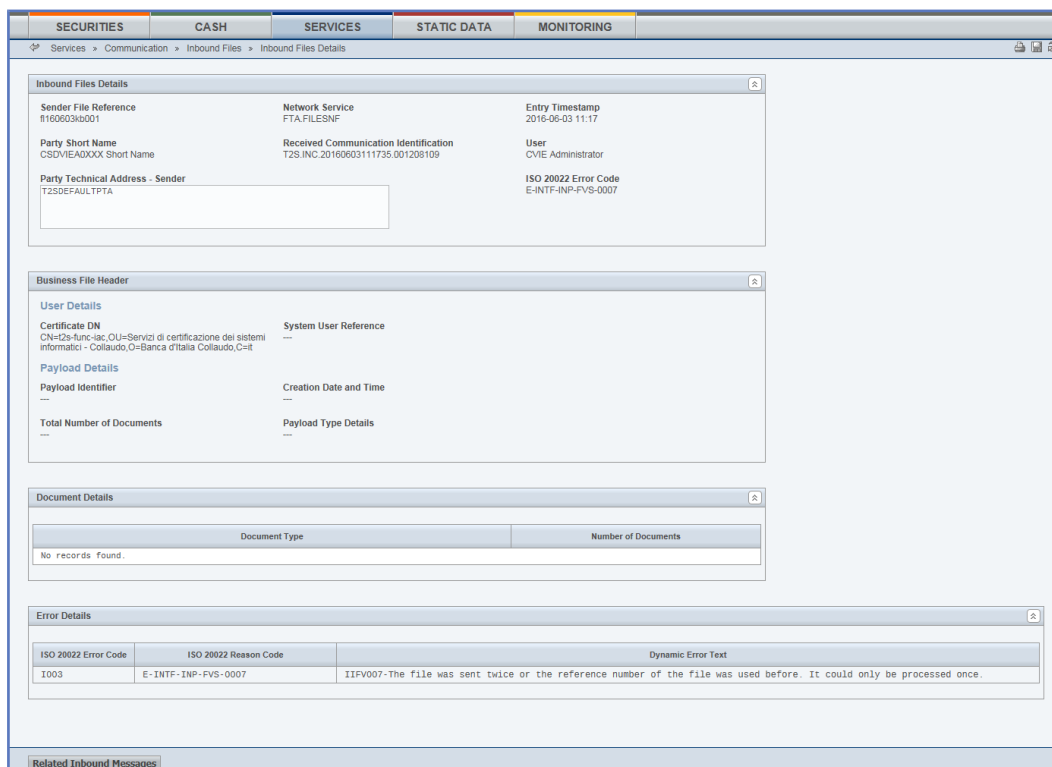 SECURITIES CASH SERVICES STATIC DATA MONITORING
Services » Communication » Inbound Files » Inbound Files Details
Inbound Files Details
Sender File Reference Network Service Entry Timestamp
fl160603kb001 FTA.FILESNF 2016-06-03 11:17
Party Short Name Received Communication Identification User
CSDVIEA0XXX Short Name T2S.INC.20160603111735.001208109 CVIE Administrator
Party Technical Address - Sender ISO 20022 Error Code
T2SDEFAULTPTA E-INTF-INP-FVS-0007
Business File Header
User Details
Certificate DN System User Reference
CN=t2s-func-iac,OU=Servizi di certificazione dei sistemi ---
informatici - Collaudo,O=Banca d'Italia Collaudo,C=it
Payload Details
Payload Identifier Creation Date and Time
--- ---
Total Number of Documents Payload Type Details
--- ---
Document Details
Document Type Number of Documents
No records found.
Error Details
ISO 20022 Error Code ISO 20022 Reason Code Dynamic Error Text
I003 E-INTF-INP-FVS-0007 IIFV007-The file was sent twice or the reference number of the file was used before. It could only be processed once.
Related Inbound Messages